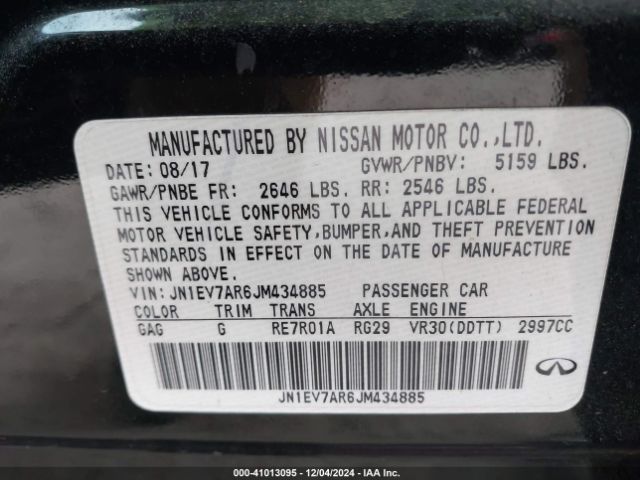 MANUFACTURED BY NISSAN MOTOR CO.,LTD.
DATE: 08/17 GVWR/PNBV: 5159 LBS.
GAWR/PNBE FR: 2646 LBS. RR: 2546 LBS.
THIS VEHICLE CONFORMS TO ALL APPLICABLE FEDERAL
MOTOR VEHICLE SAFETY,BUMPER,AND THEFT PREVENTION
STANDARDS IN EFFECT ON THE DATE OF MANUFACTURE
SHOWN ABOVE.
VIN: JN1EV7AR6JM434885 PASSENGER CAR
COLOR TRIM TRANS AXLE ENGINE
GAG G RE7R01A RG29 VR30(DDTT) 2997CC
JN1EV7AR6JM434885
000-41013095 - 12/04/2024 - IAA Inc.